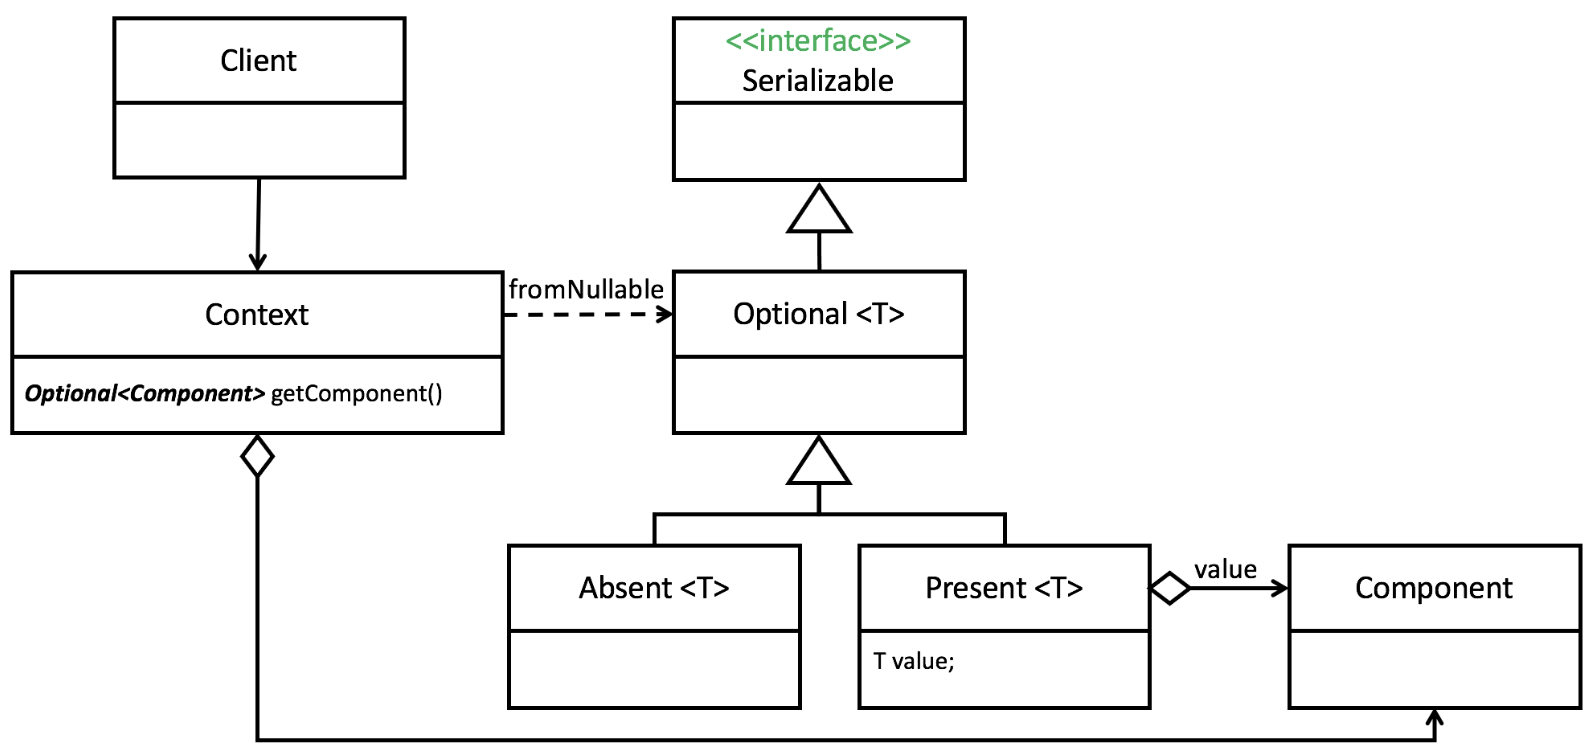 Client
<<interface>>
Serializable
Context
Optional<Component> getComponent()
fromNullable
Optional <T>
Absent <T>
Present <T>
T value;
value
Component